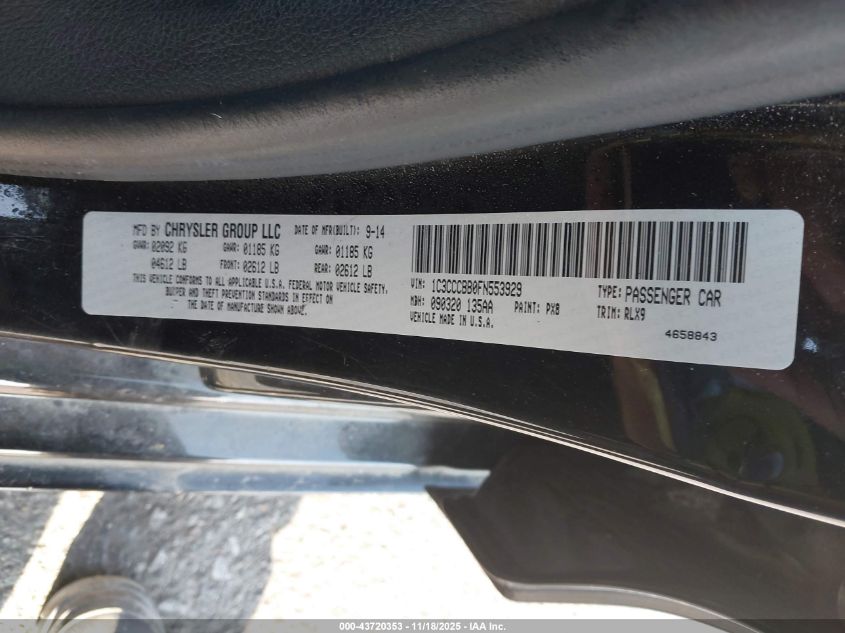 MFD BY CHRYSLER GROUP LLC DATE OF MFR(BUILT): 9-14
GVWR: 02092 KG GAWR: 01185 KG GAWR: 01185 KG
04612 LB FRONT: 02612 LB REAR: 02612 LB
THIS VEHICLE CONFORMS TO ALL APPLICABLE U.S.A. FEDERAL MOTOR VEHICLE SAFETY,
BUMPER AND THEFT PREVENTION STANDARDS IN EFFECT ON
THE DATE OF MANUFACTURE SHOWN ABOVE.
VIN: 1C3CCCBB0FN553929 TYPE: PASSENGER CAR
MDH: 090320 135AA PAINT: PX8 TRIM: RLX9
VEHICLE MADE IN U.S.A.
4658843
000-43720353 — 11/18/2025 — IAA Inc.